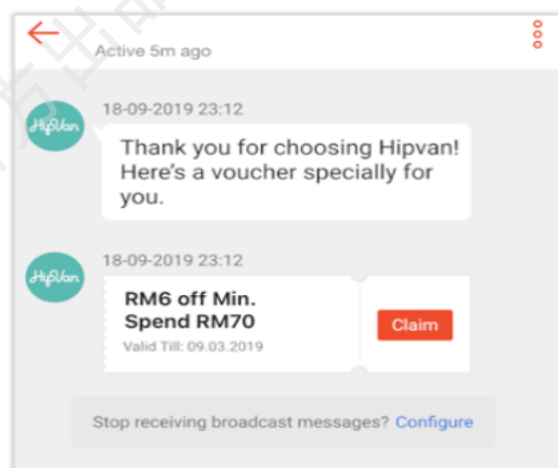 Active 5m ago
18-09-2019 23:12
HipVan
Thank you for choosing Hipvan!
Here's a voucher specially for
you.
18-09-2019 23:12
HipVan
RM6 off Min.
Spend RM70
Claim
Valid Till: 09.03.2019
Stop receiving broadcast messages? Configure